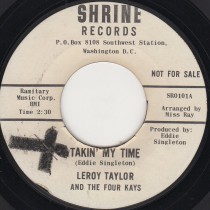 SHRINE
RECORDS
P.O.Box 8108 Southwest Station,
Washington D.C.
NOT FOR SALE
Ramitary
Music Corp.
BMI
Time 2:30
SR0101A
Arranged by
Miss Ray
Produced by:
Eddie
Singleton
TAKIN' MY TIME
(Eddie Singleton)
LEROY TAYLOR
AND THE FOUR KAYS